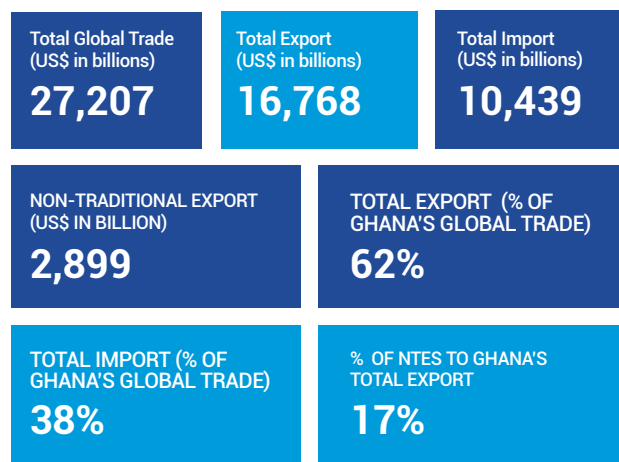 Total Global Trade
(US$ in billions)
27,207
Total Export
(US$ in billions)
16,768
Total Import
(US$ in billions)
10,439
NON-TRADITIONAL EXPORT
(US$ IN BILLION)
2,899
TOTAL EXPORT (% OF
GHANA'S GLOBAL TRADE)
62%
TOTAL IMPORT (% OF
GHANA'S GLOBAL TRADE)
38%
% OF NTES TO GHANA'S
TOTAL EXPORT
17%